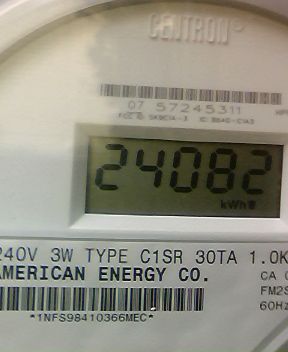 CENTRON®
07 57245311
24082
kWh
240V 3W TYPE C1SR 30TA 1.0K
AMERICAN ENERGY CO.
CA
FM2S
60Hz
*1NFS98410366MEC*